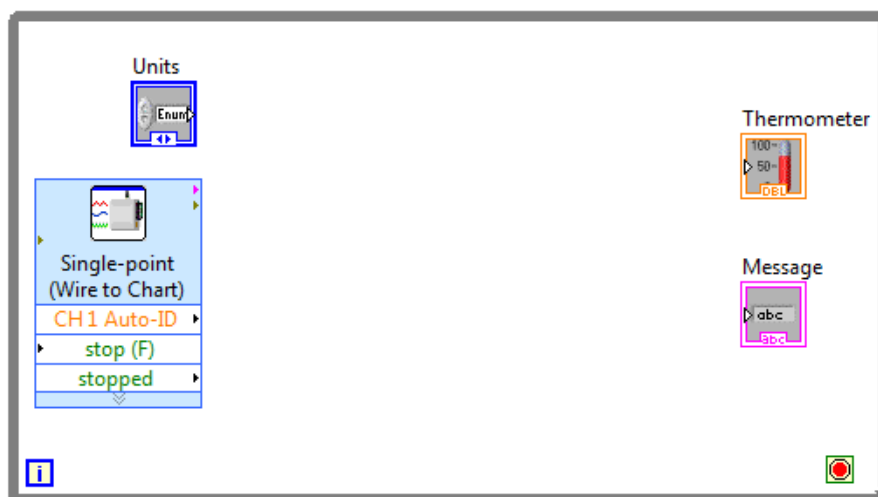 Units
Enum
Thermometer
100
50
DBL
Single-point
(Wire to Chart)
CH 1 Auto-ID
stop (F)
stopped
Message
abc
abc
i